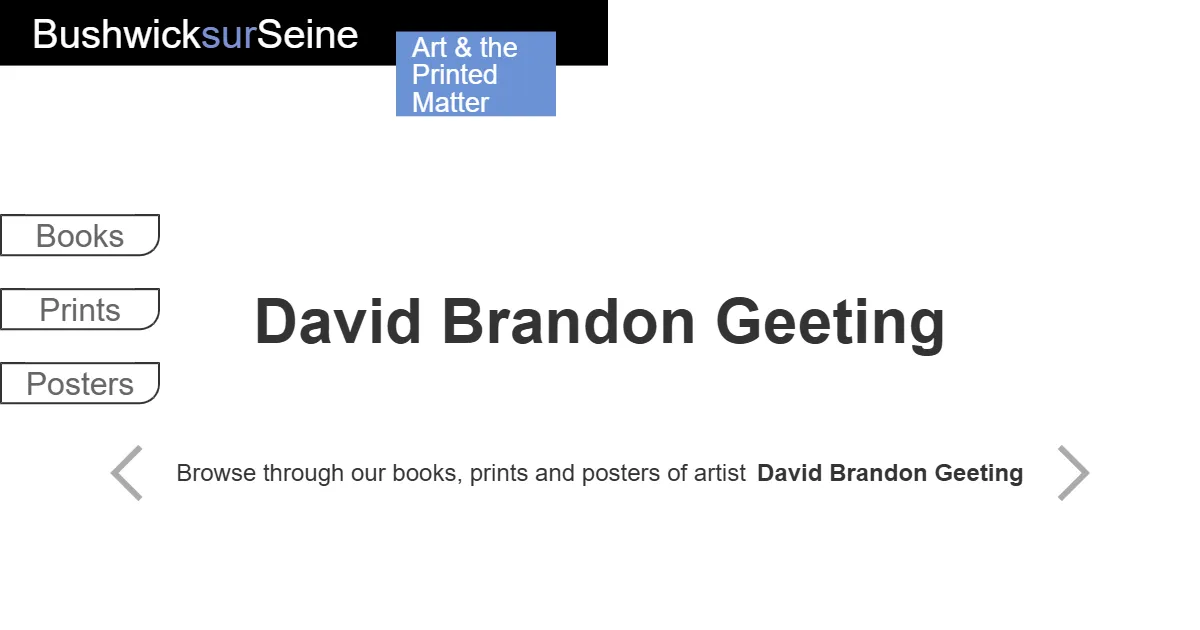 BushwicksurSeine
Art & the
Printed
Matter
Books
Prints
Posters
David Brandon Geeting
Browse through our books, prints and posters of artist David Brandon Geeting